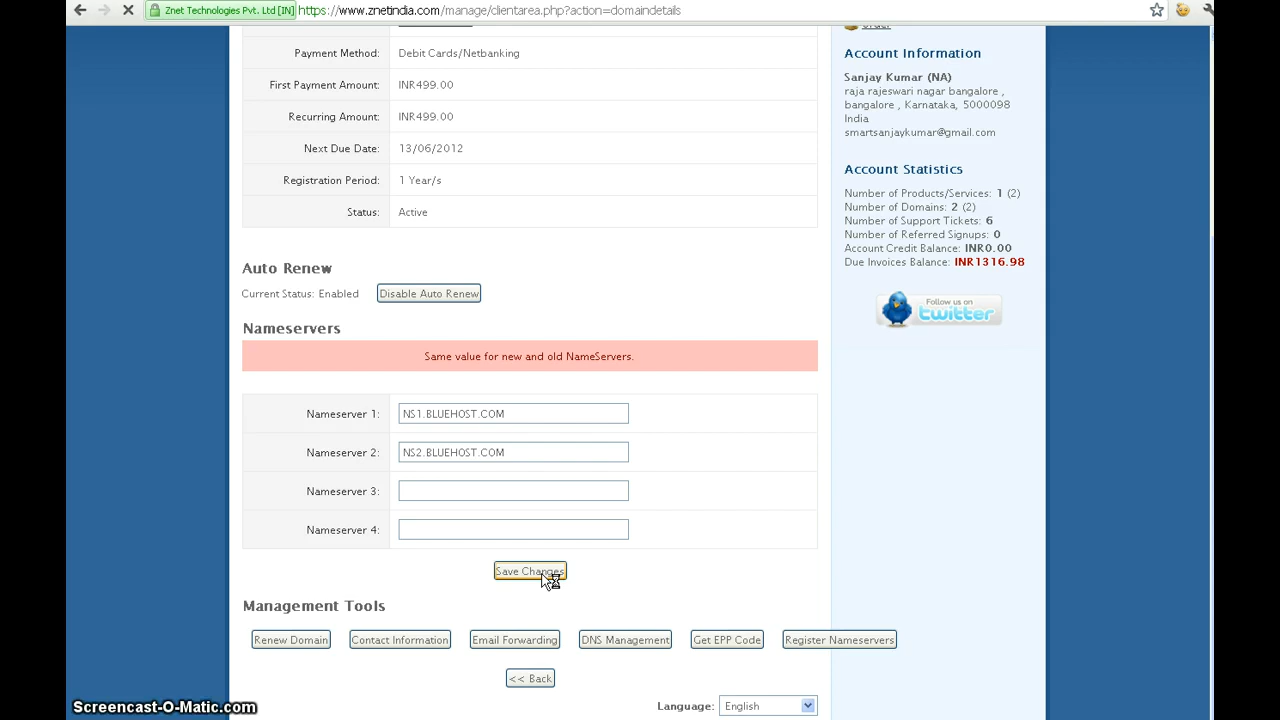 Znet Technologies Pvt. Ltd [IN] https://www.znetindia.com/manage/clientarea.php?action=domaindetails
Order
Payment Method: Debit Cards/Netbanking
First Payment Amount: INR499.00
Recurring Amount: INR499.00
Next Due Date: 13/06/2012
Registration Period: 1 Year/s
Status: Active
Auto Renew
Current Status: Enabled Disable Auto Renew
Nameservers
Same value for new and old NameServers.
Nameserver 1: NS1.BLUEHOST.COM
Nameserver 2: NS2.BLUEHOST.COM
Nameserver 3:
Nameserver 4:
Save Changes
Management Tools
Renew Domain Contact Information Email Forwarding DNS Management Get EPP Code Register Nameservers
<< Back
Language: English
Account Information
Sanjay Kumar (NA)
raja rajeswari nagar bangalore ,
bangalore , Karnataka, 5000098
India
smartsanjaykumar@gmail.com
Account Statistics
Number of Products/Services: 1 (2)
Number of Domains: 2 (2)
Number of Support Tickets: 6
Number of Referred Signups: 0
Account Credit Balance: INR0.00
Due Invoices Balance: INR1316.98
Follow us on
twitter
Screencast-O-Matic.com